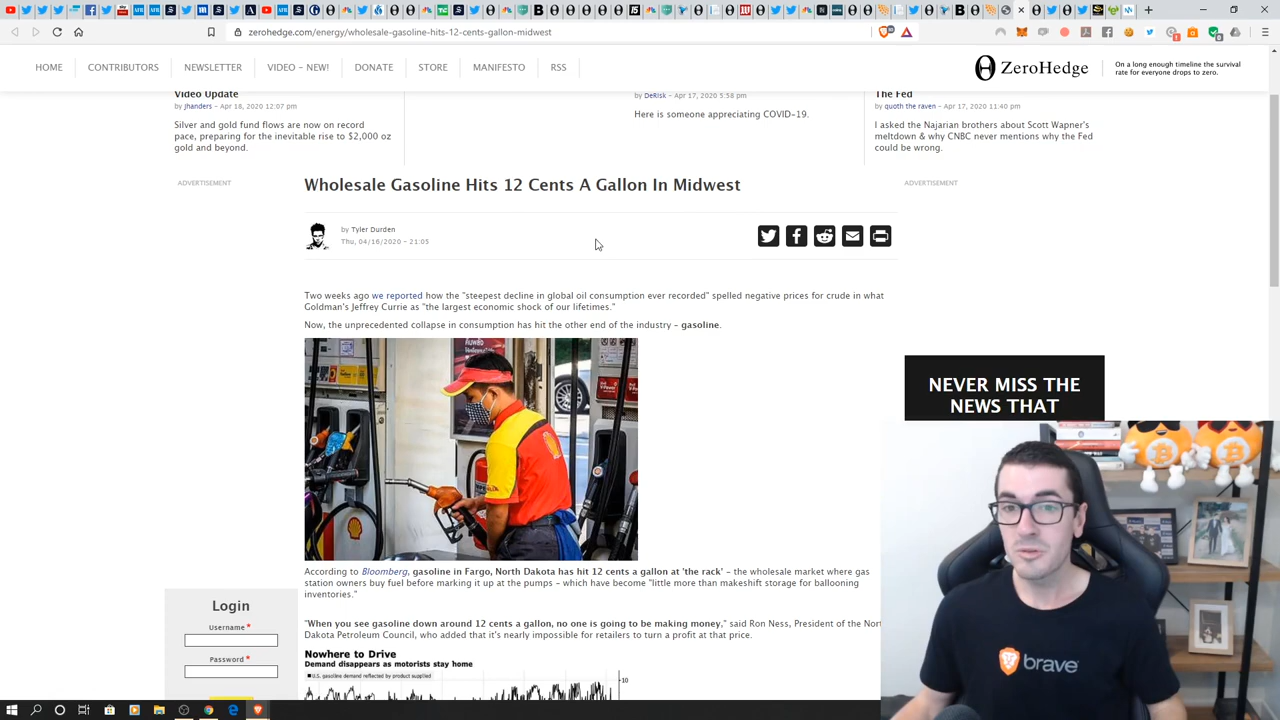 zerohedge.com/energy/wholesale-gasoline-hits-12-cents-gallon-midwest
HOME CONTRIBUTORS NEWSLETTER VIDEO - NEW! DONATE STORE MANIFESTO RSS
ZeroHedge
On a long enough timeline the survival
rate for everyone drops to zero.
Video Update
by jhanders - Apr 18, 2020 12:07 pm
Silver and gold fund flows are now on record
pace, preparing for the inevitable rise to $2,000 oz
gold and beyond.
by DeRisk - Apr 17, 2020 5:58 pm
Here is someone appreciating COVID-19.
The Fed
by quoth the raven - Apr 17, 2020 11:40 pm
I asked the Najarian brothers about Scott Wapner's
meltdown & why CNBC never mentions why the Fed
could be wrong.
ADVERTISEMENT
Wholesale Gasoline Hits 12 Cents A Gallon In Midwest
ADVERTISEMENT
by Tyler Durden
Thu, 04/16/2020 - 21:05
Two weeks ago we reported how the "steepest decline in global oil consumption ever recorded" spelled negative prices for crude in what
Goldman's Jeffrey Currie as "the largest economic shock of our lifetimes."
Now, the unprecedented collapse in consumption has hit the other end of the industry - gasoline.
NEVER MISS THE
NEWS THAT
According to Bloomberg, gasoline in Fargo, North Dakota has hit 12 cents a gallon at 'the rack' - the wholesale market where gas
station owners buy fuel before marking it up at the pumps - which have become "little more than makeshift storage for ballooning
inventories."
"When you see gasoline down around 12 cents a gallon, no one is going to be making money," said Ron Ness, President of the Nort
Dakota Petroleum Council, who added that it's nearly impossible for retailers to turn a profit at that price.
Nowhere to Drive
Demand disappears as motorists stay home
U.S. gasoline demand reflected by product supplied
10
Login
Username *
Password *
brave